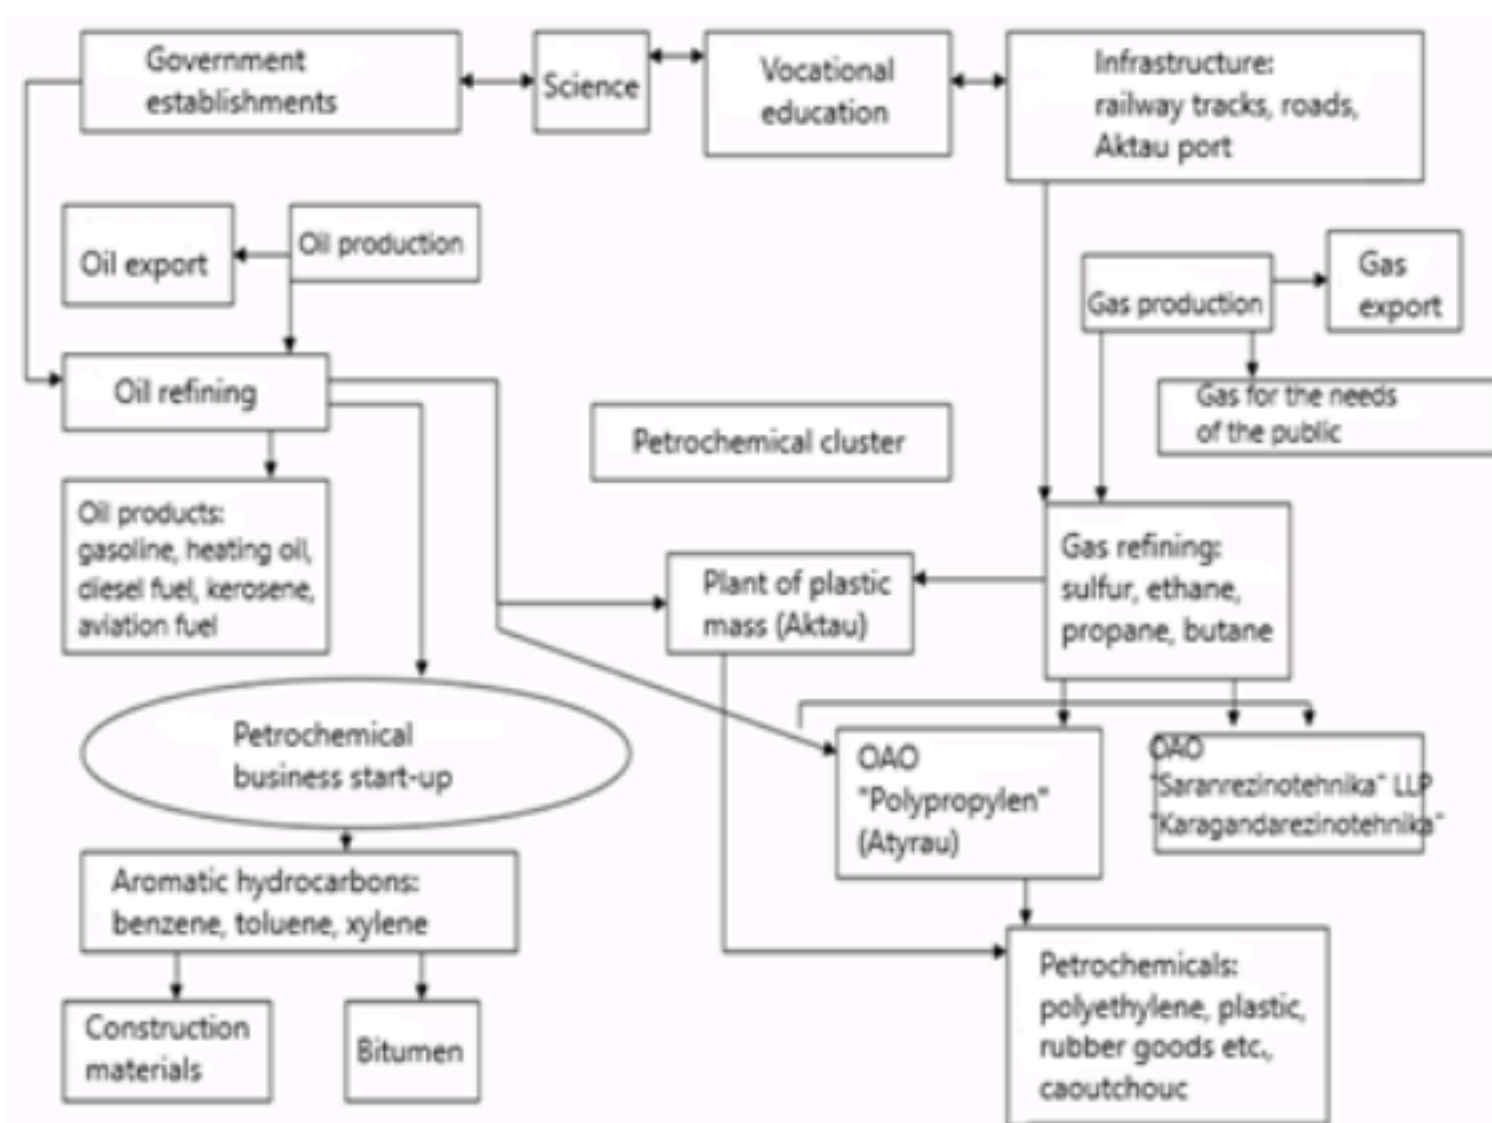 Government
establishments
Science
Vocational
education
Infrastructure:
railway tracks, roads,
Aktau port
Oil export
Oil production
Gas production
Gas
export
Oil refining
Gas for the needs
of the public
Petrochemical cluster
Oil products:
gasoline, heating oil,
diesel fuel, kerosene,
aviation fuel
Plant of plastic
mass (Aktau)
Gas refining:
sulfur, ethane,
propane, butane
Petrochemical
business start-up
OAO
"Polypropylen"
(Atyrau)
OAO
"Saranrezinotehnika" LLP
"Karagandarezinotehnika"
Aromatic hydrocarbons:
benzene, toluene, xylene
Construction
materials
Bitumen
Petrochemicals:
polyethylene, plastic,
rubber goods etc.,
caoutchouc